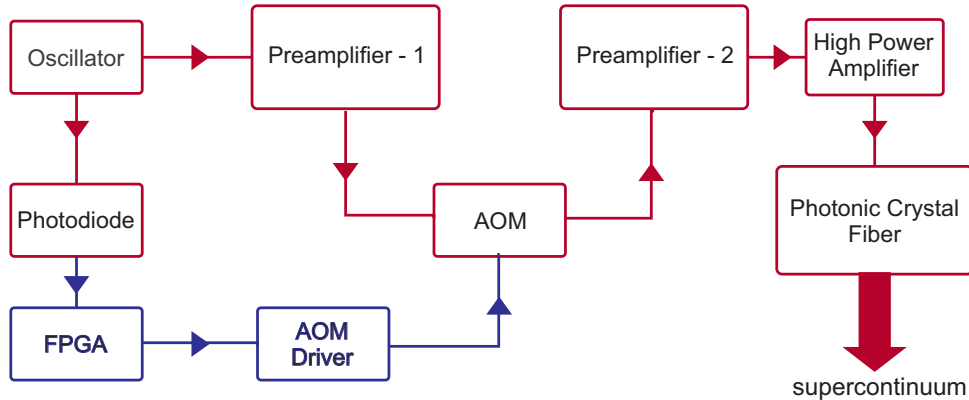 Oscillator
Preamplifier - 1
Preamplifier - 2
High Power
Amplifier
Photodiode
AOM
Photonic Crystal
Fiber
FPGA
AOM
Driver
supercontinuum